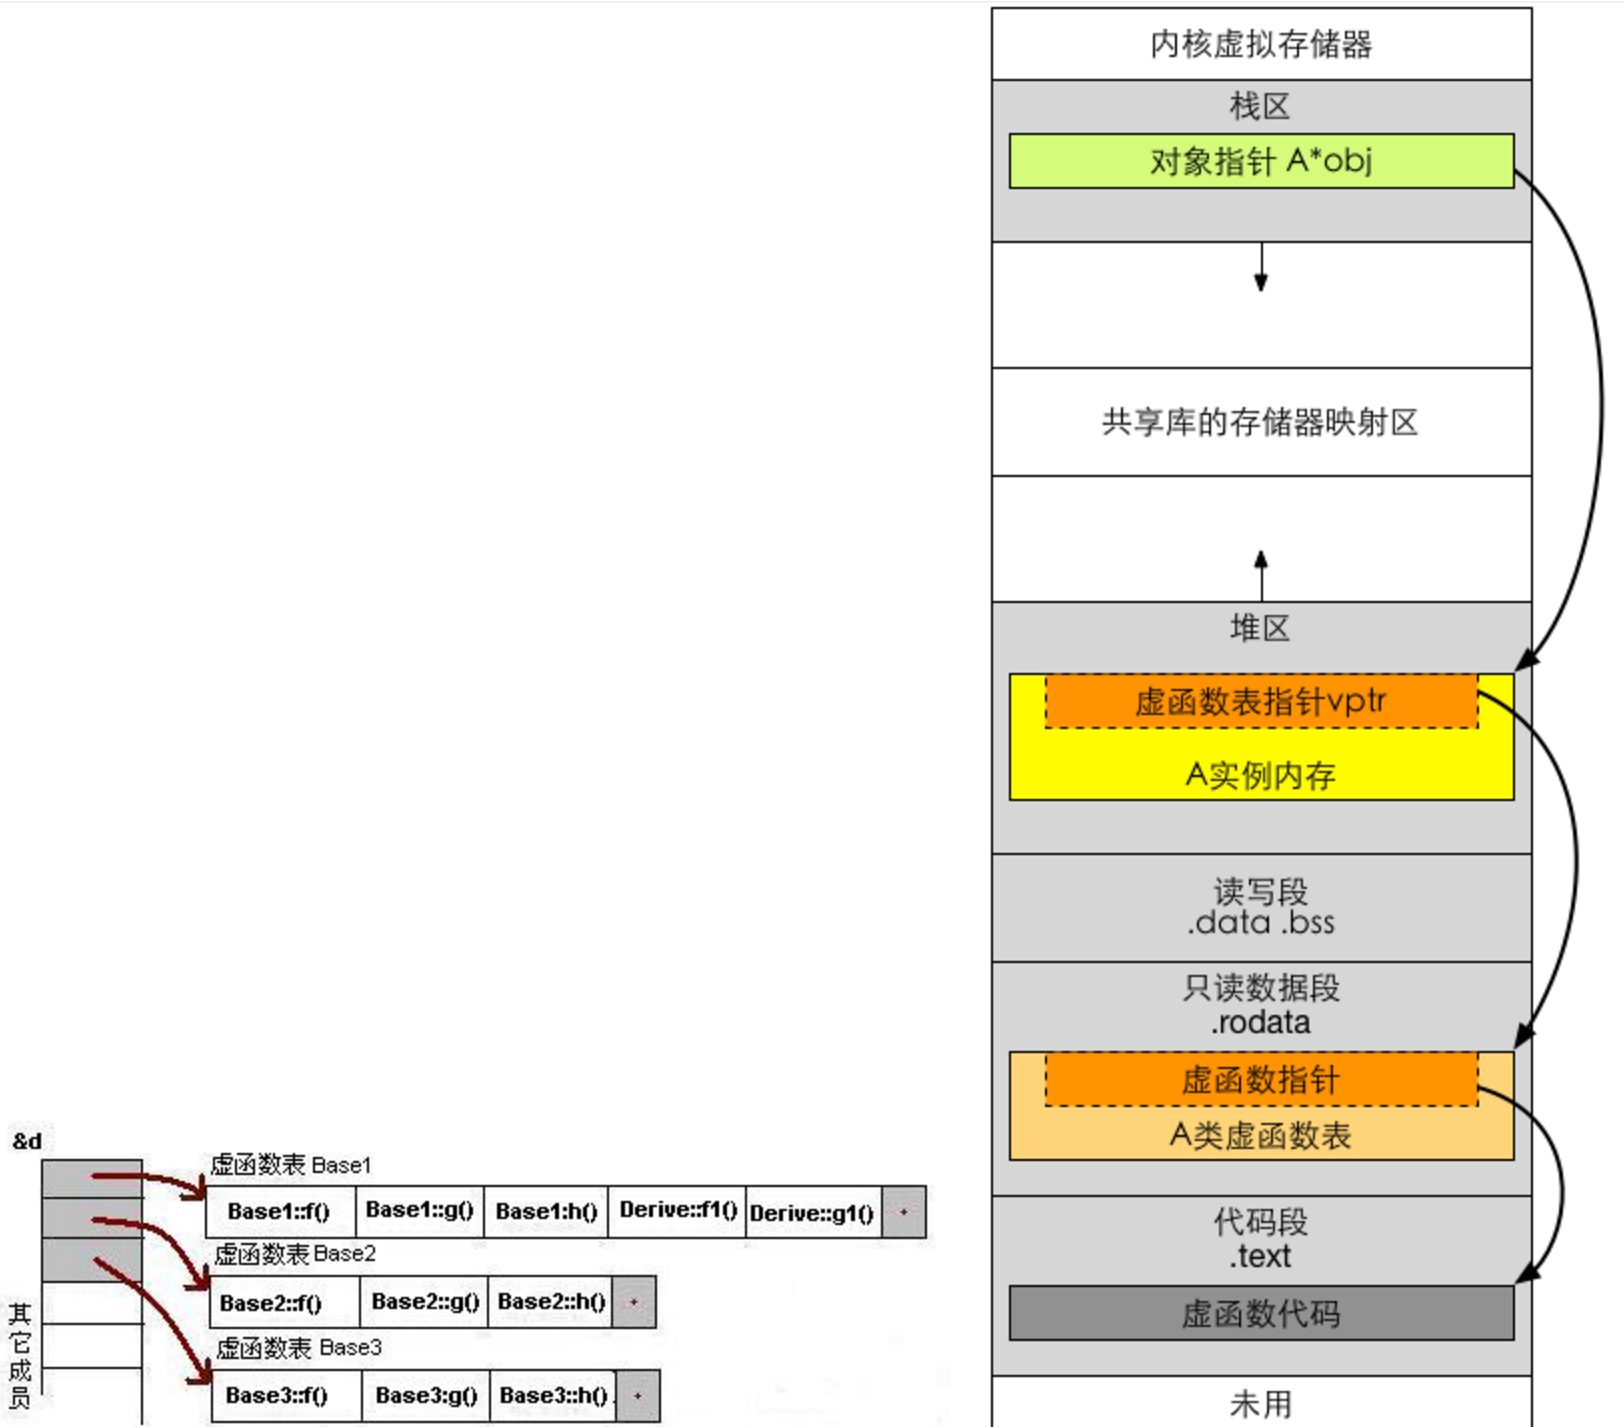 内核虚拟存储器
栈区
对象指针 A*obj
共享库的存储器映射区
堆区
虚函数表指针vptr
A实例内存
读写段
.data .bss
只读数据段
.rodata
虚函数指针
A类虚函数表
代码段
.text
虚函数代码
未用
&d
虚函数表 Base1
Base1::f() Base1::g() Base1:h() Derive::f1() Derive::g1()
虚函数表 Base2
Base2::f() Base2::g() Base2::h()
虚函数表 Base3
Base3::f() Base3:g() Base3::h()
其它成员